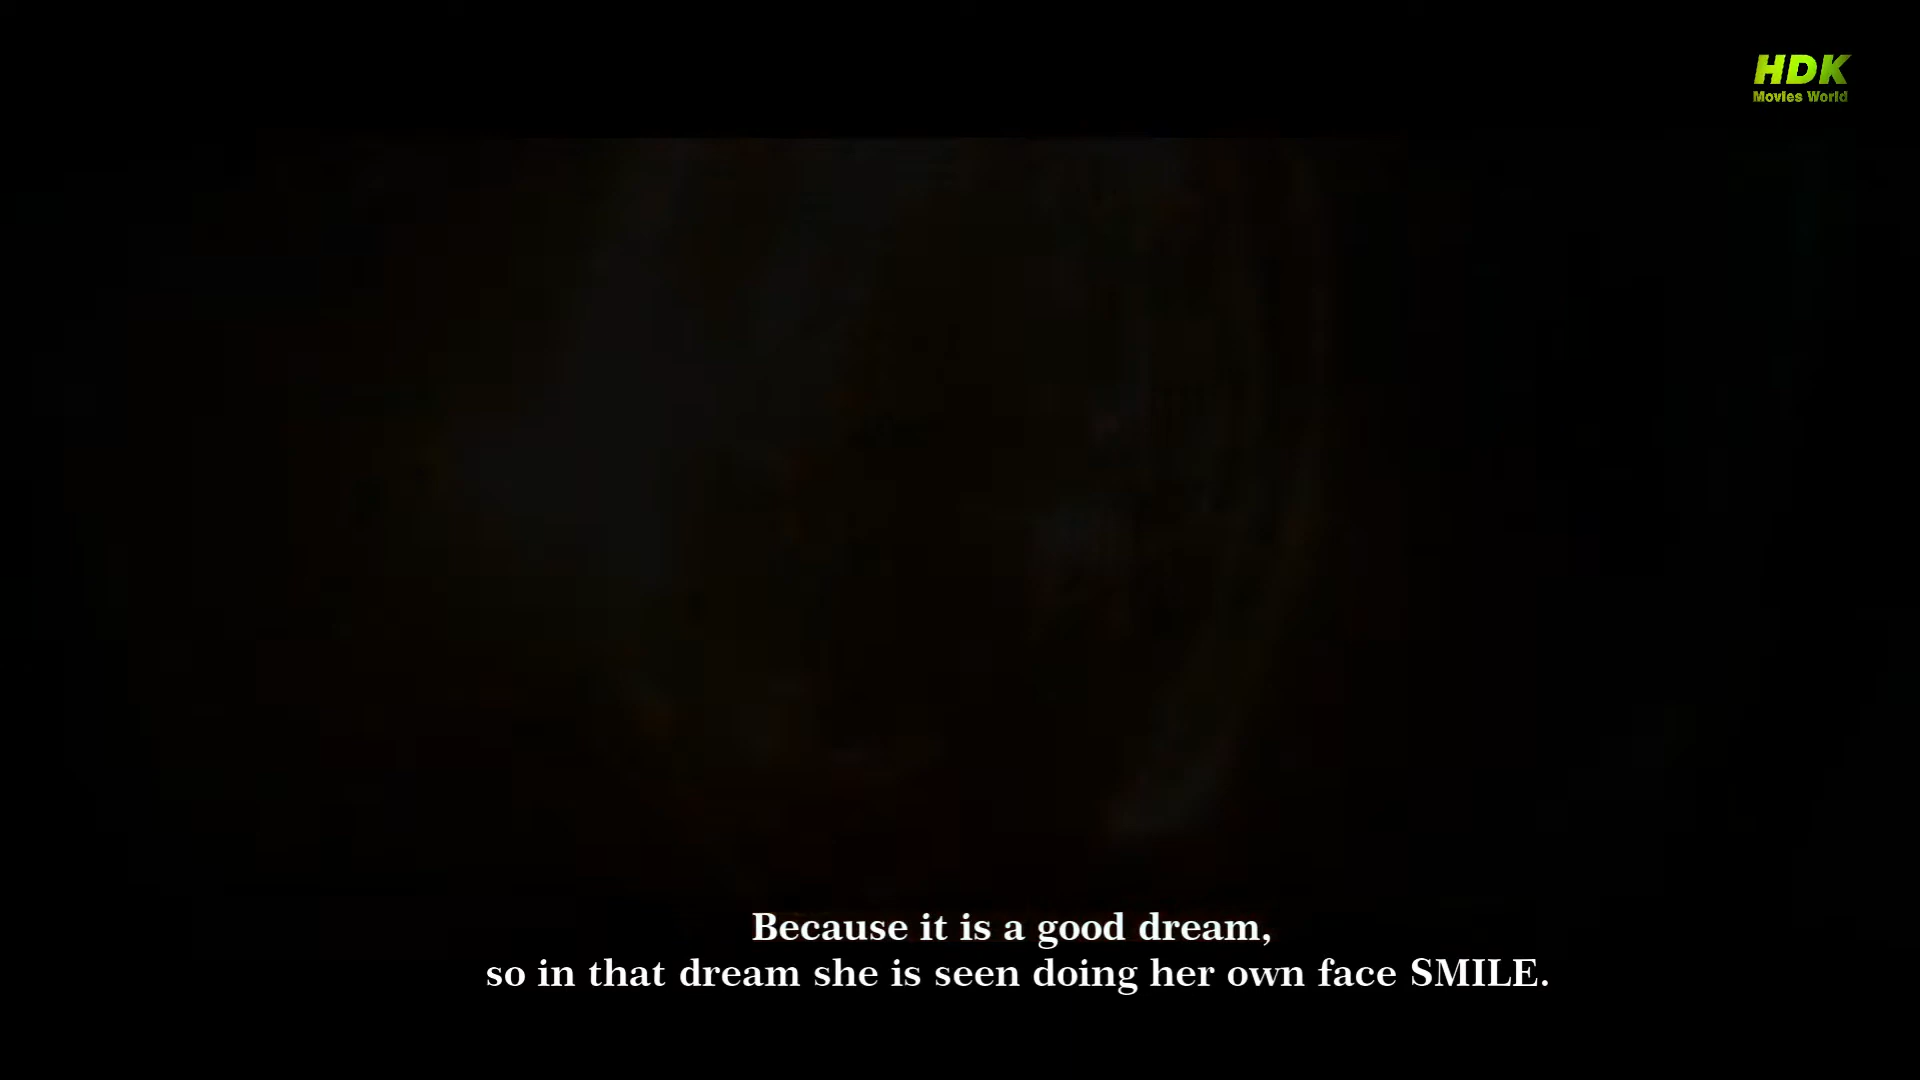 HDK
Movies World
Because it is a good dream,
so in that dream she is seen doing her own face SMILE.